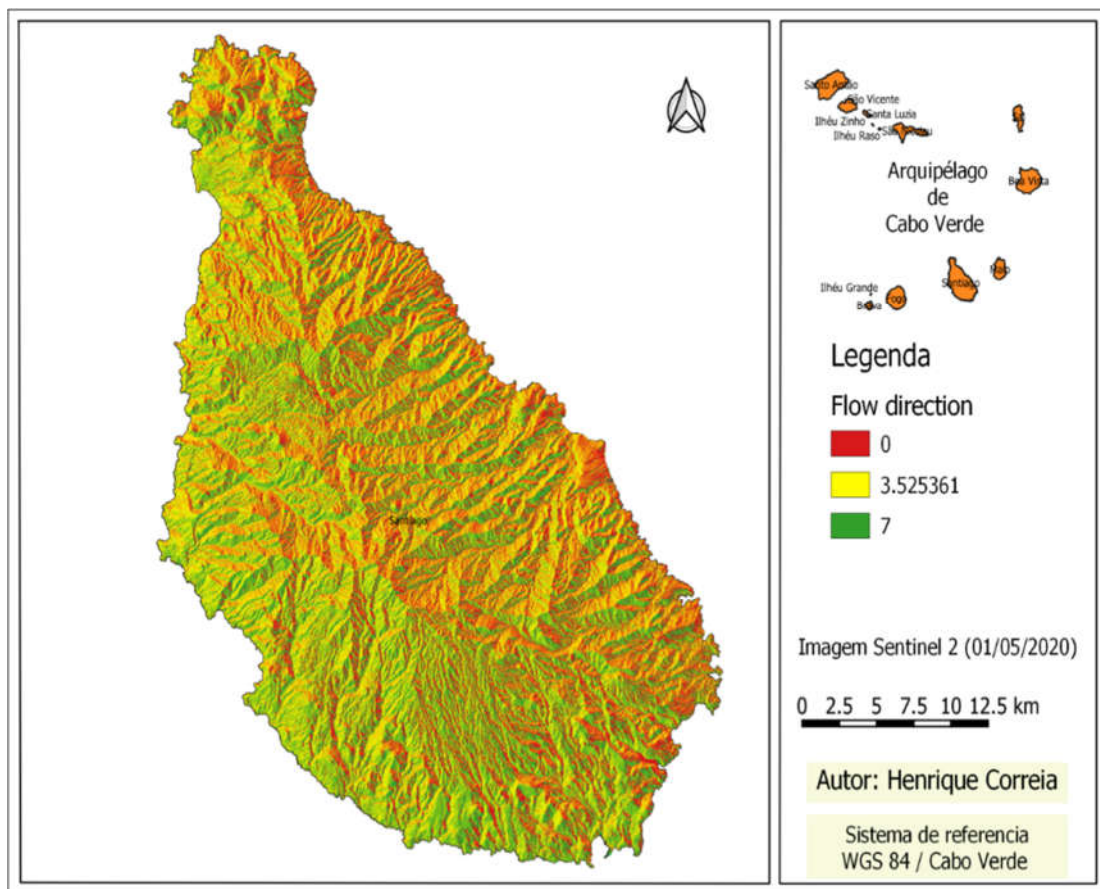 Santiago
Santo Antão
São Vicente
Santa Luzia
Ilhéu Zinho
Ilhéu Raso
Boa Vista
Arquipélago
de
Cabo Verde
Ilhéu Grande
Santiago
Maio
Brava
Fogo
Legenda
Flow direction
0
3.525361
7
Imagem Sentinel 2 (01/05/2020)
0 2.5 5 7.5 10 12.5 km
Autor: Henrique Correia
Sistema de referencia
WGS 84 / Cabo Verde